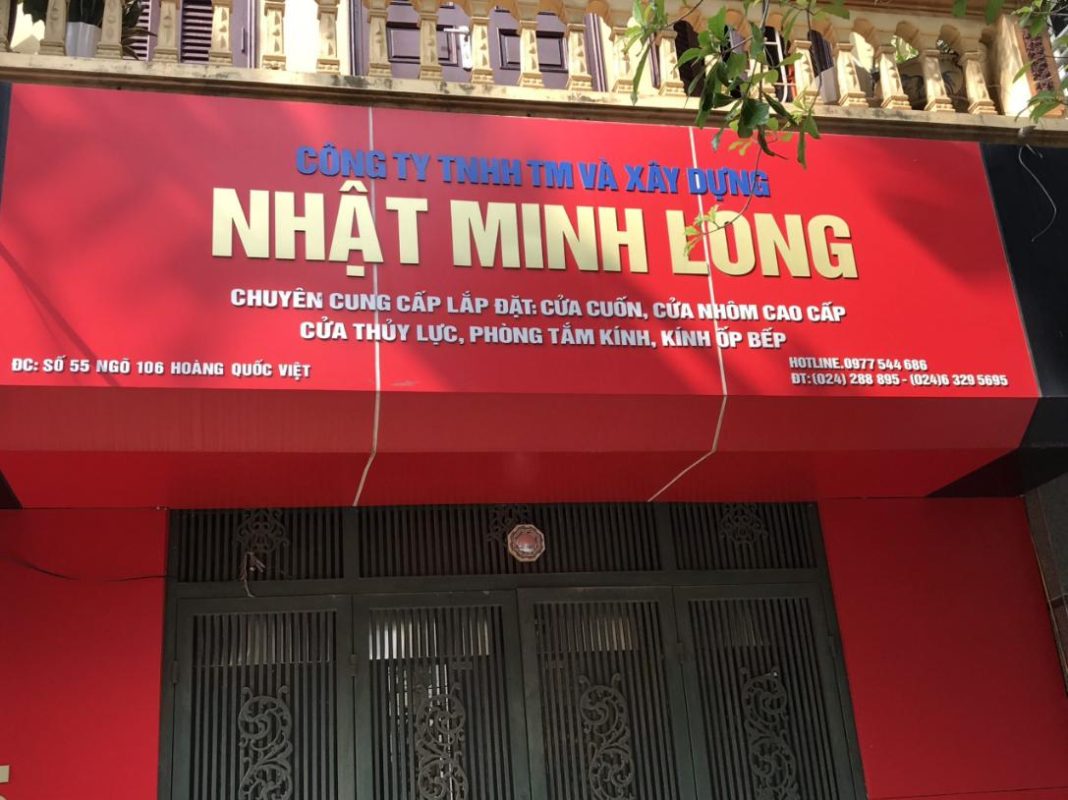 CÔNG TY TNHH TM VÀ XÂY DỰNG
NHẬT MINH LONG
CHUYÊN CUNG CẤP LẮP ĐẶT: CỬA CUỐN, CỬA NHÔM CAO CẤP
CỬA THỦY LỰC, PHÒNG TẮM KÍNH, KÍNH ỐP BẾP
ĐC: SỐ 55 NGÕ 106 HOÀNG QUỐC VIỆT
HOTLINE.0977 544 686
ĐT:(024) 288 895 - (024)6 329 5695